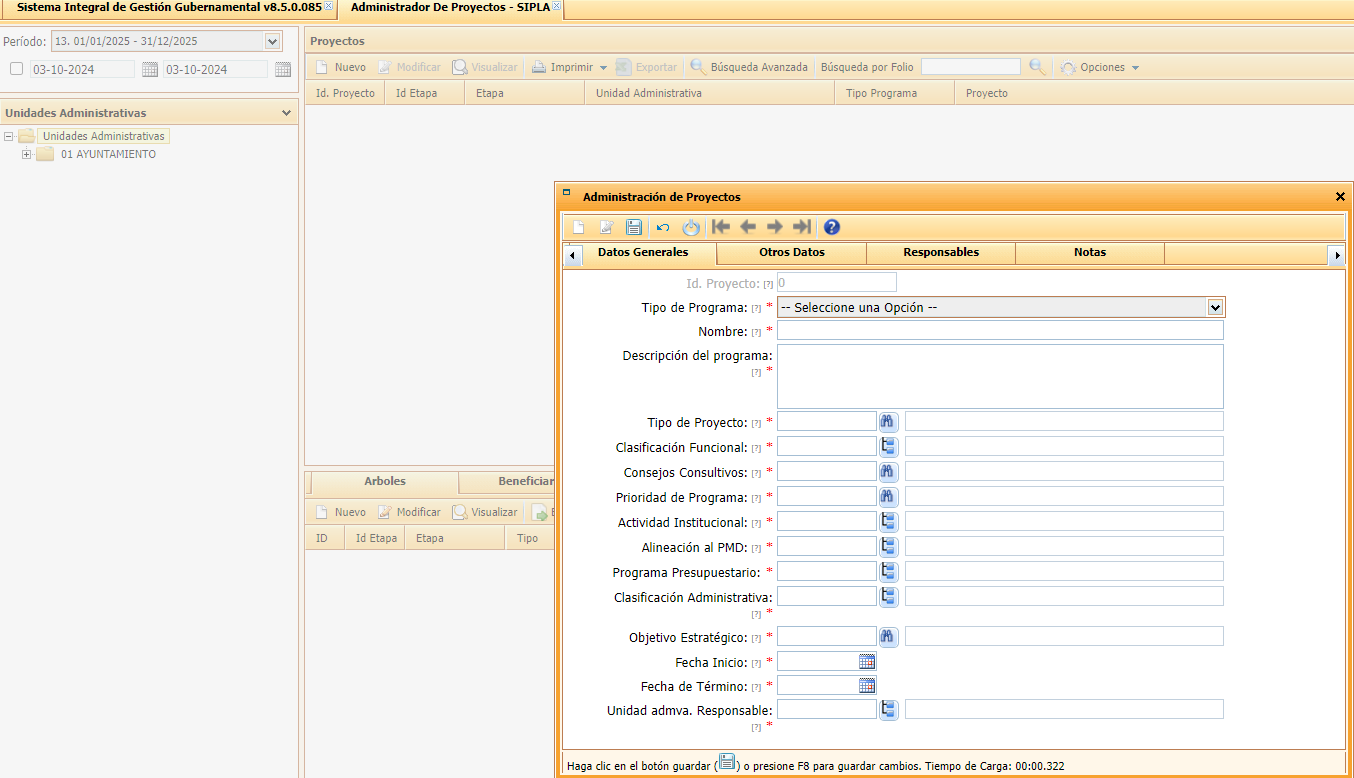 Sistema Integral de Gestión Gubernamental v8.5.0.085 Administrador De Proyectos - SIPLA
Período: 13. 01/01/2025 - 31/12/2025
03-10-2024 03-10-2024
Unidades Administrativas
Unidades Administrativas
01 AYUNTAMIENTO
Proyectos
Nuevo Modificar Visualizar Imprimir Exportar Búsqueda Avanzada Búsqueda por Folio Opciones
Id. Proyecto Id Etapa Etapa Unidad Administrativa Tipo Programa Proyecto
Arboles Beneficiar
Nuevo Modificar Visualizar E
ID Id Etapa Etapa Tipo
Administración de Proyectos
Datos Generales Otros Datos Responsables Notas
Id. Proyecto: [?] 0
Tipo de Programa: [?] * -- Seleccione una Opción --
Nombre: [?] *
Descripción del programa:
[?] *
Tipo de Proyecto: [?] *
Clasificación Funcional: [?] *
Consejos Consultivos: [?] *
Prioridad de Programa: [?] *
Actividad Institucional: [?] *
Alineación al PMD: [?] *
Programa Presupuestario: *
Clasificación Administrativa:
[?] *
Objetivo Estratégico: [?] *
Fecha Inicio: [?] *
Fecha de Término: [?] *
Unidad admva. Responsable:
[?] *
Haga clic en el botón guardar ( ) o presione F8 para guardar cambios. Tiempo de Carga: 00:00.322